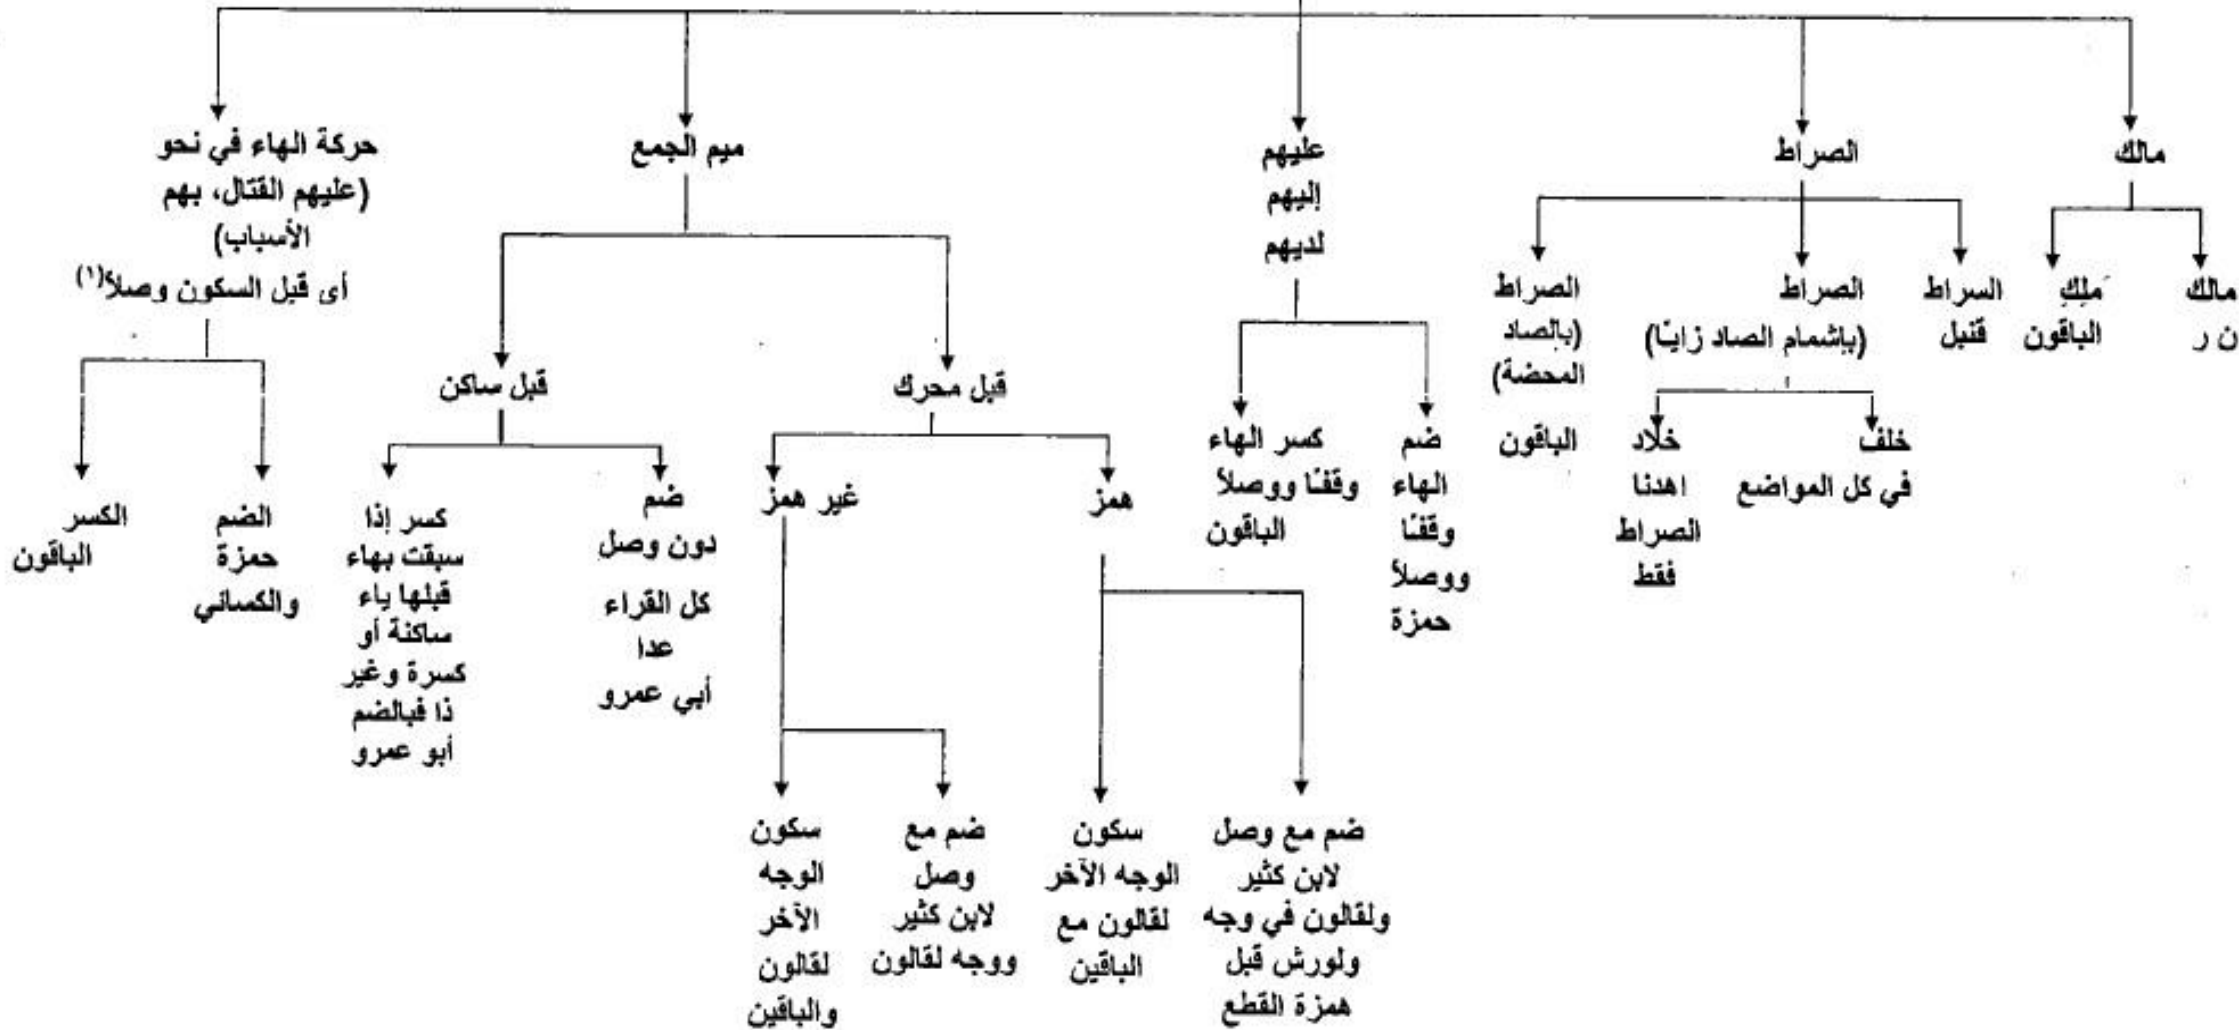 مالك
مالك
ن ر
مَلِكِ
الباقون
الصراط
السراط
قنبل
الصراط
(بإشمام الصاد زايًا)
خلف
في كل المواضع
خلاد
اهدنا
الصراط
فقط
الصراط
(بالصاد
المحضة)
الباقون
عليهم
إليهم
لديهم
ضم
الهاء
وقفًا
ووصلاً
حمزة
كسر الهاء
وقفًا ووصلاً
الباقون
ميم الجمع
قبل محرك
همز
ضم مع وصل
لابن كثير
ولقالون في وجه
ولورش قبل
همزة القطع
سكون
الوجه الآخر
لقالون مع
الباقين
غير همز
ضم مع
وصل
لابن كثير
ووجه لقالون
سكون
الوجه
الآخر
لقالون
والباقين
قبل ساكن
ضم
دون وصل
كل القراء
عدا
أبي عمرو
كسر إذا
سبقت بهاء
قبلها ياء
ساكنة أو
كسرة وغير
ذا فبالضم
أبو عمرو
حركة الهاء في نحو
(عليهم القتال، بهم
الأسباب)
أى قبل السكون وصلاً(١)
الضم
حمزة
والكسائي
الكسر
الباقون